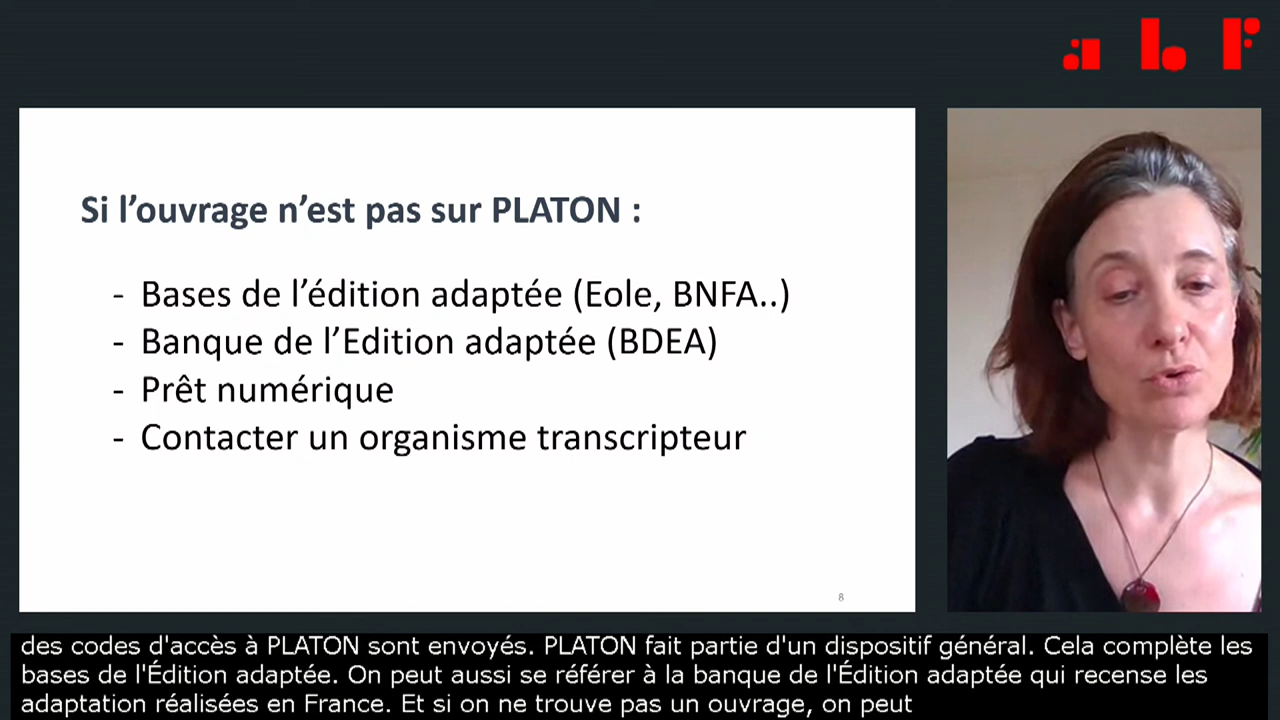 abf
Si l’ouvrage n’est pas sur PLATON :
- Bases de l’édition adaptée (Eole, BNFA..)
- Banque de l’Edition adaptée (BDEA)
- Prêt numérique
- Contacter un organisme transcripteur
8
des codes d'accès à PLATON sont envoyés. PLATON fait partie d'un dispositif général. Cela complète les
bases de l'Édition adaptée. On peut aussi se référer à la banque de l'Édition adaptée qui recense les
adaptation réalisées en France. Et si on ne trouve pas un ouvrage, on peut